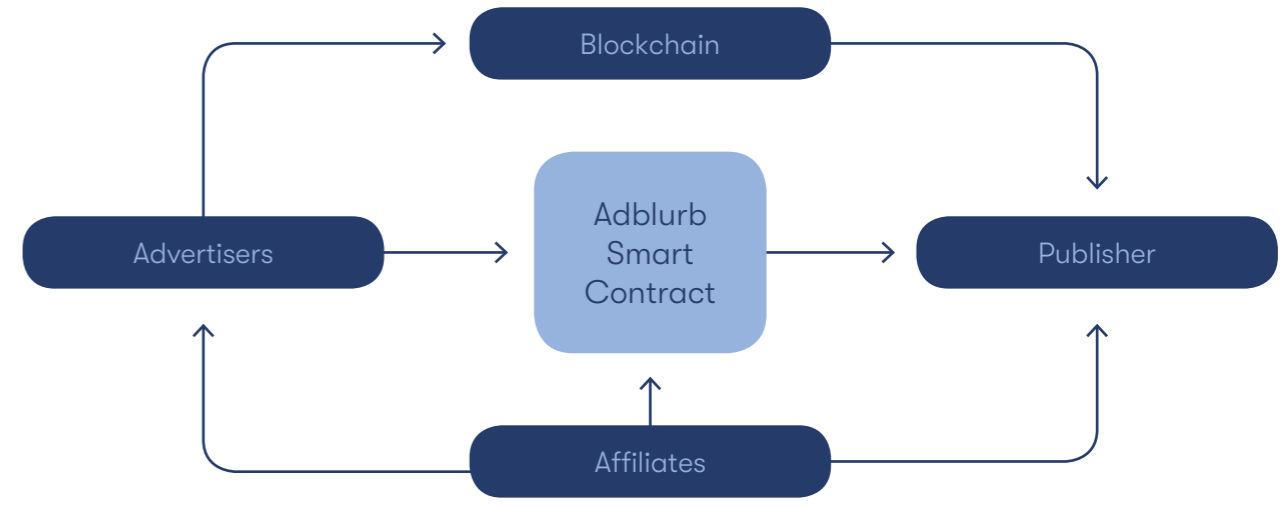 Blockchain
Advertisers
Adblurb
Smart
Contract
Publisher
Affiliates